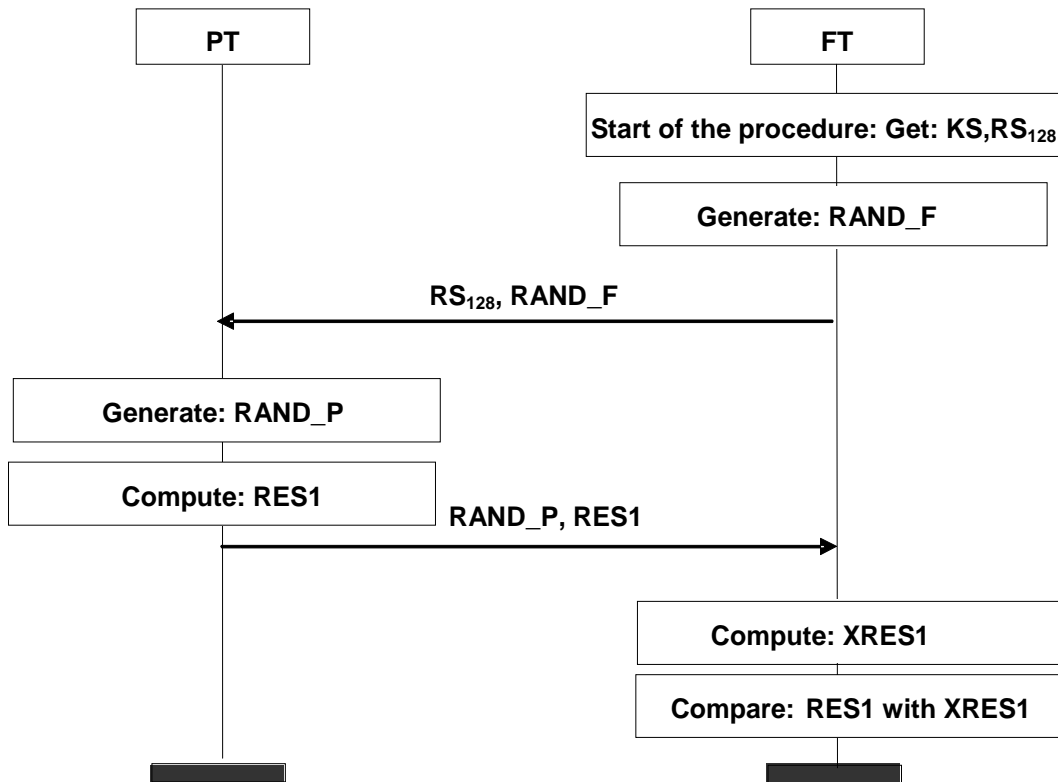 PT
FT
Start of the procedure: Get: KS,RS₁₂₈
Generate: RAND_F
RS₁₂₈, RAND_F
Generate: RAND_P
Compute: RES1
RAND_P, RES1
Compute: XRES1
Compare: RES1 with XRES1